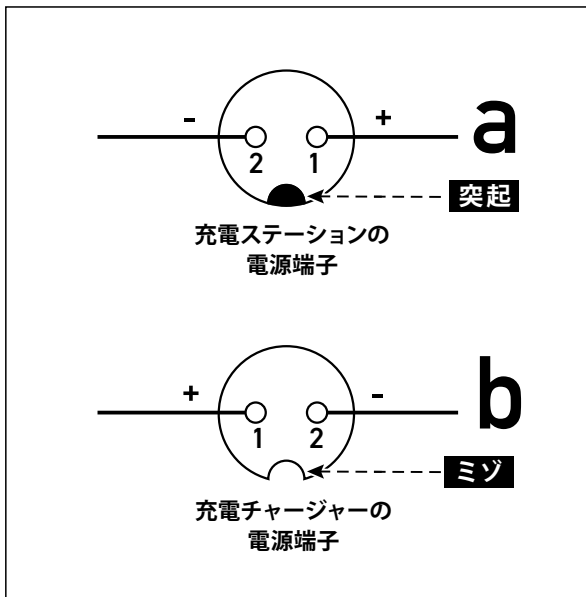 - + a
2 1
突起
充電ステーションの
電源端子
+ - b
1 2
ミゾ
充電チャージャーの
電源端子